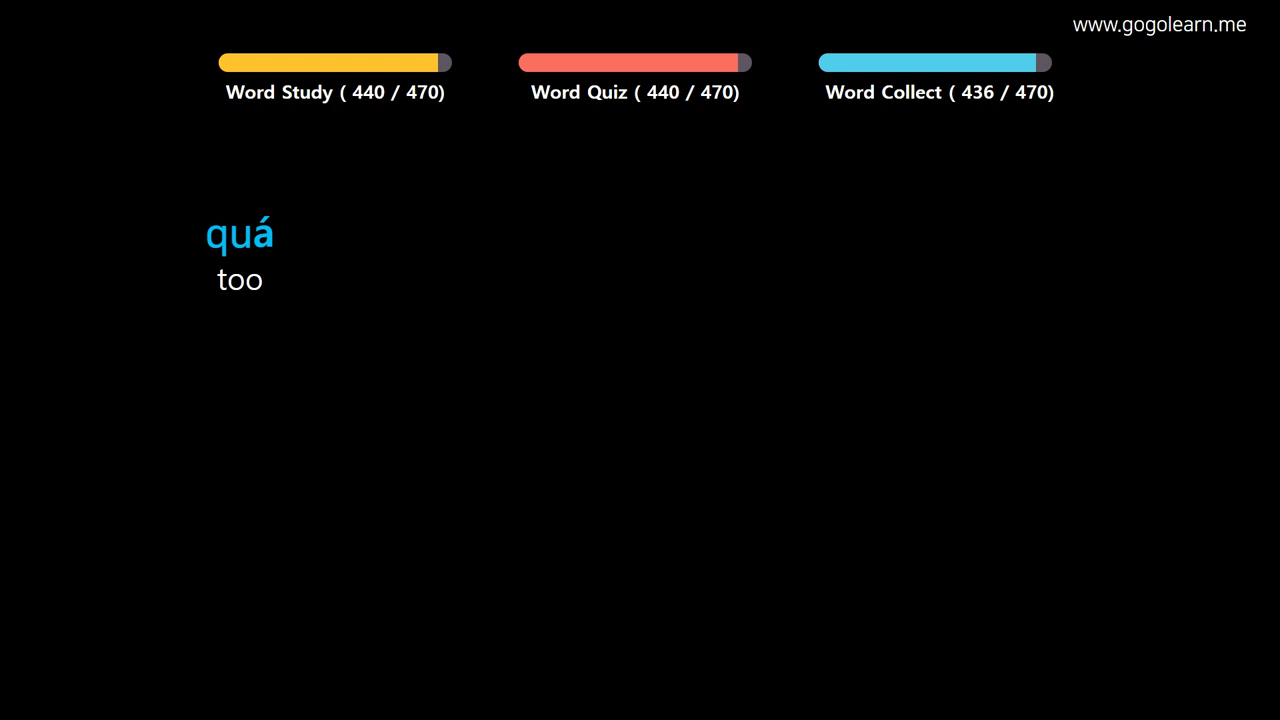 www.gogolearn.me
Word Study ( 440 / 470)
Word Quiz ( 440 / 470)
Word Collect ( 436 / 470)
quá
too